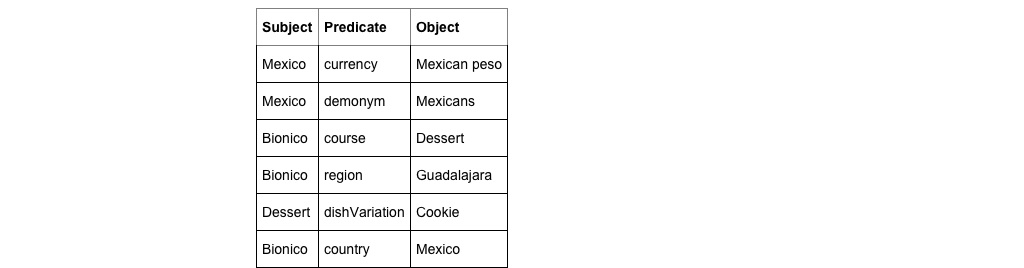 Subject Predicate Object
Mexico currency Mexican peso
Mexico demonym Mexicans
Bionico course Dessert
Bionico region Guadalajara
Dessert dishVariation Cookie
Bionico country Mexico